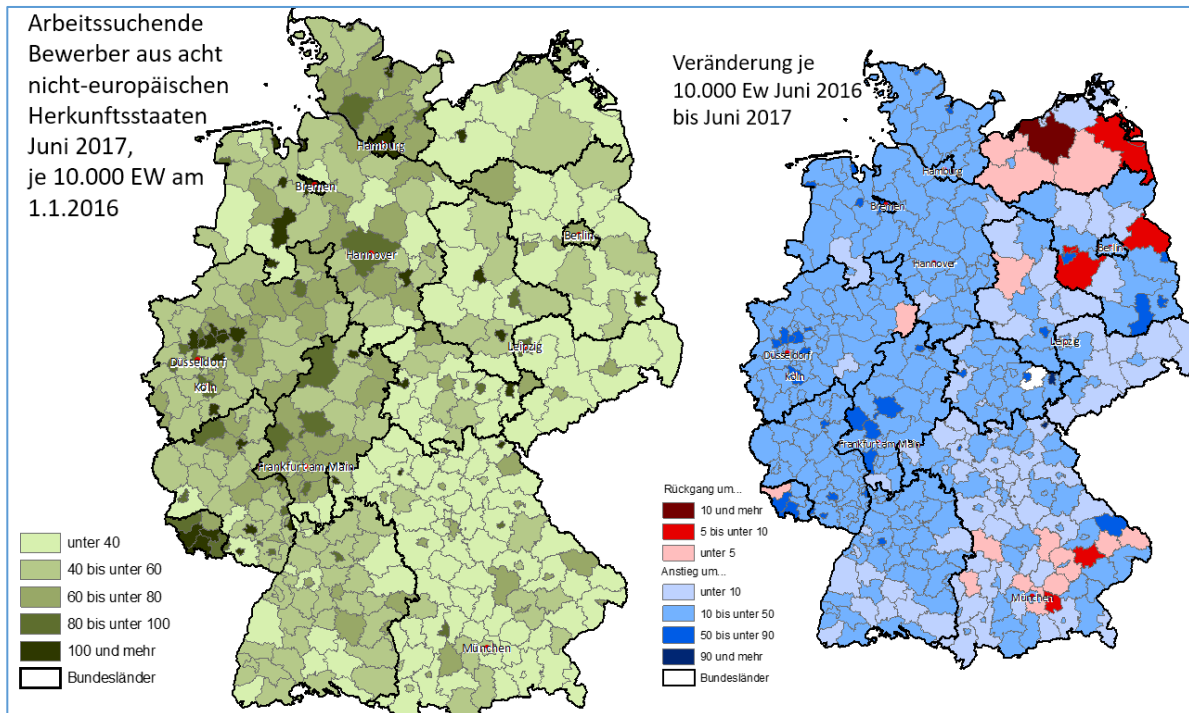 Arbeitssuchende
Bewerber aus acht
nicht-europäischen
Herkunftsstaaten
Juni 2017,
je 10.000 EW am
1.1.2016
Hamburg
Bremen
Berlin
Hannover
Düsseldorf
Leipzig
Köln
Frankfurt am Main
München
unter 40
40 bis unter 60
60 bis unter 80
80 bis unter 100
100 und mehr
Bundesländer
Veränderung je
10.000 Ew Juni 2016
bis Juni 2017
Hamburg
Bremen
Berlin
Hannover
Düsseldorf
Leipzig
Köln
Frankfurt am Main
München
Rückgang um...
10 und mehr
5 bis unter 10
unter 5
Anstieg um...
unter 10
10 bis unter 50
50 bis unter 90
90 und mehr
Bundesländer